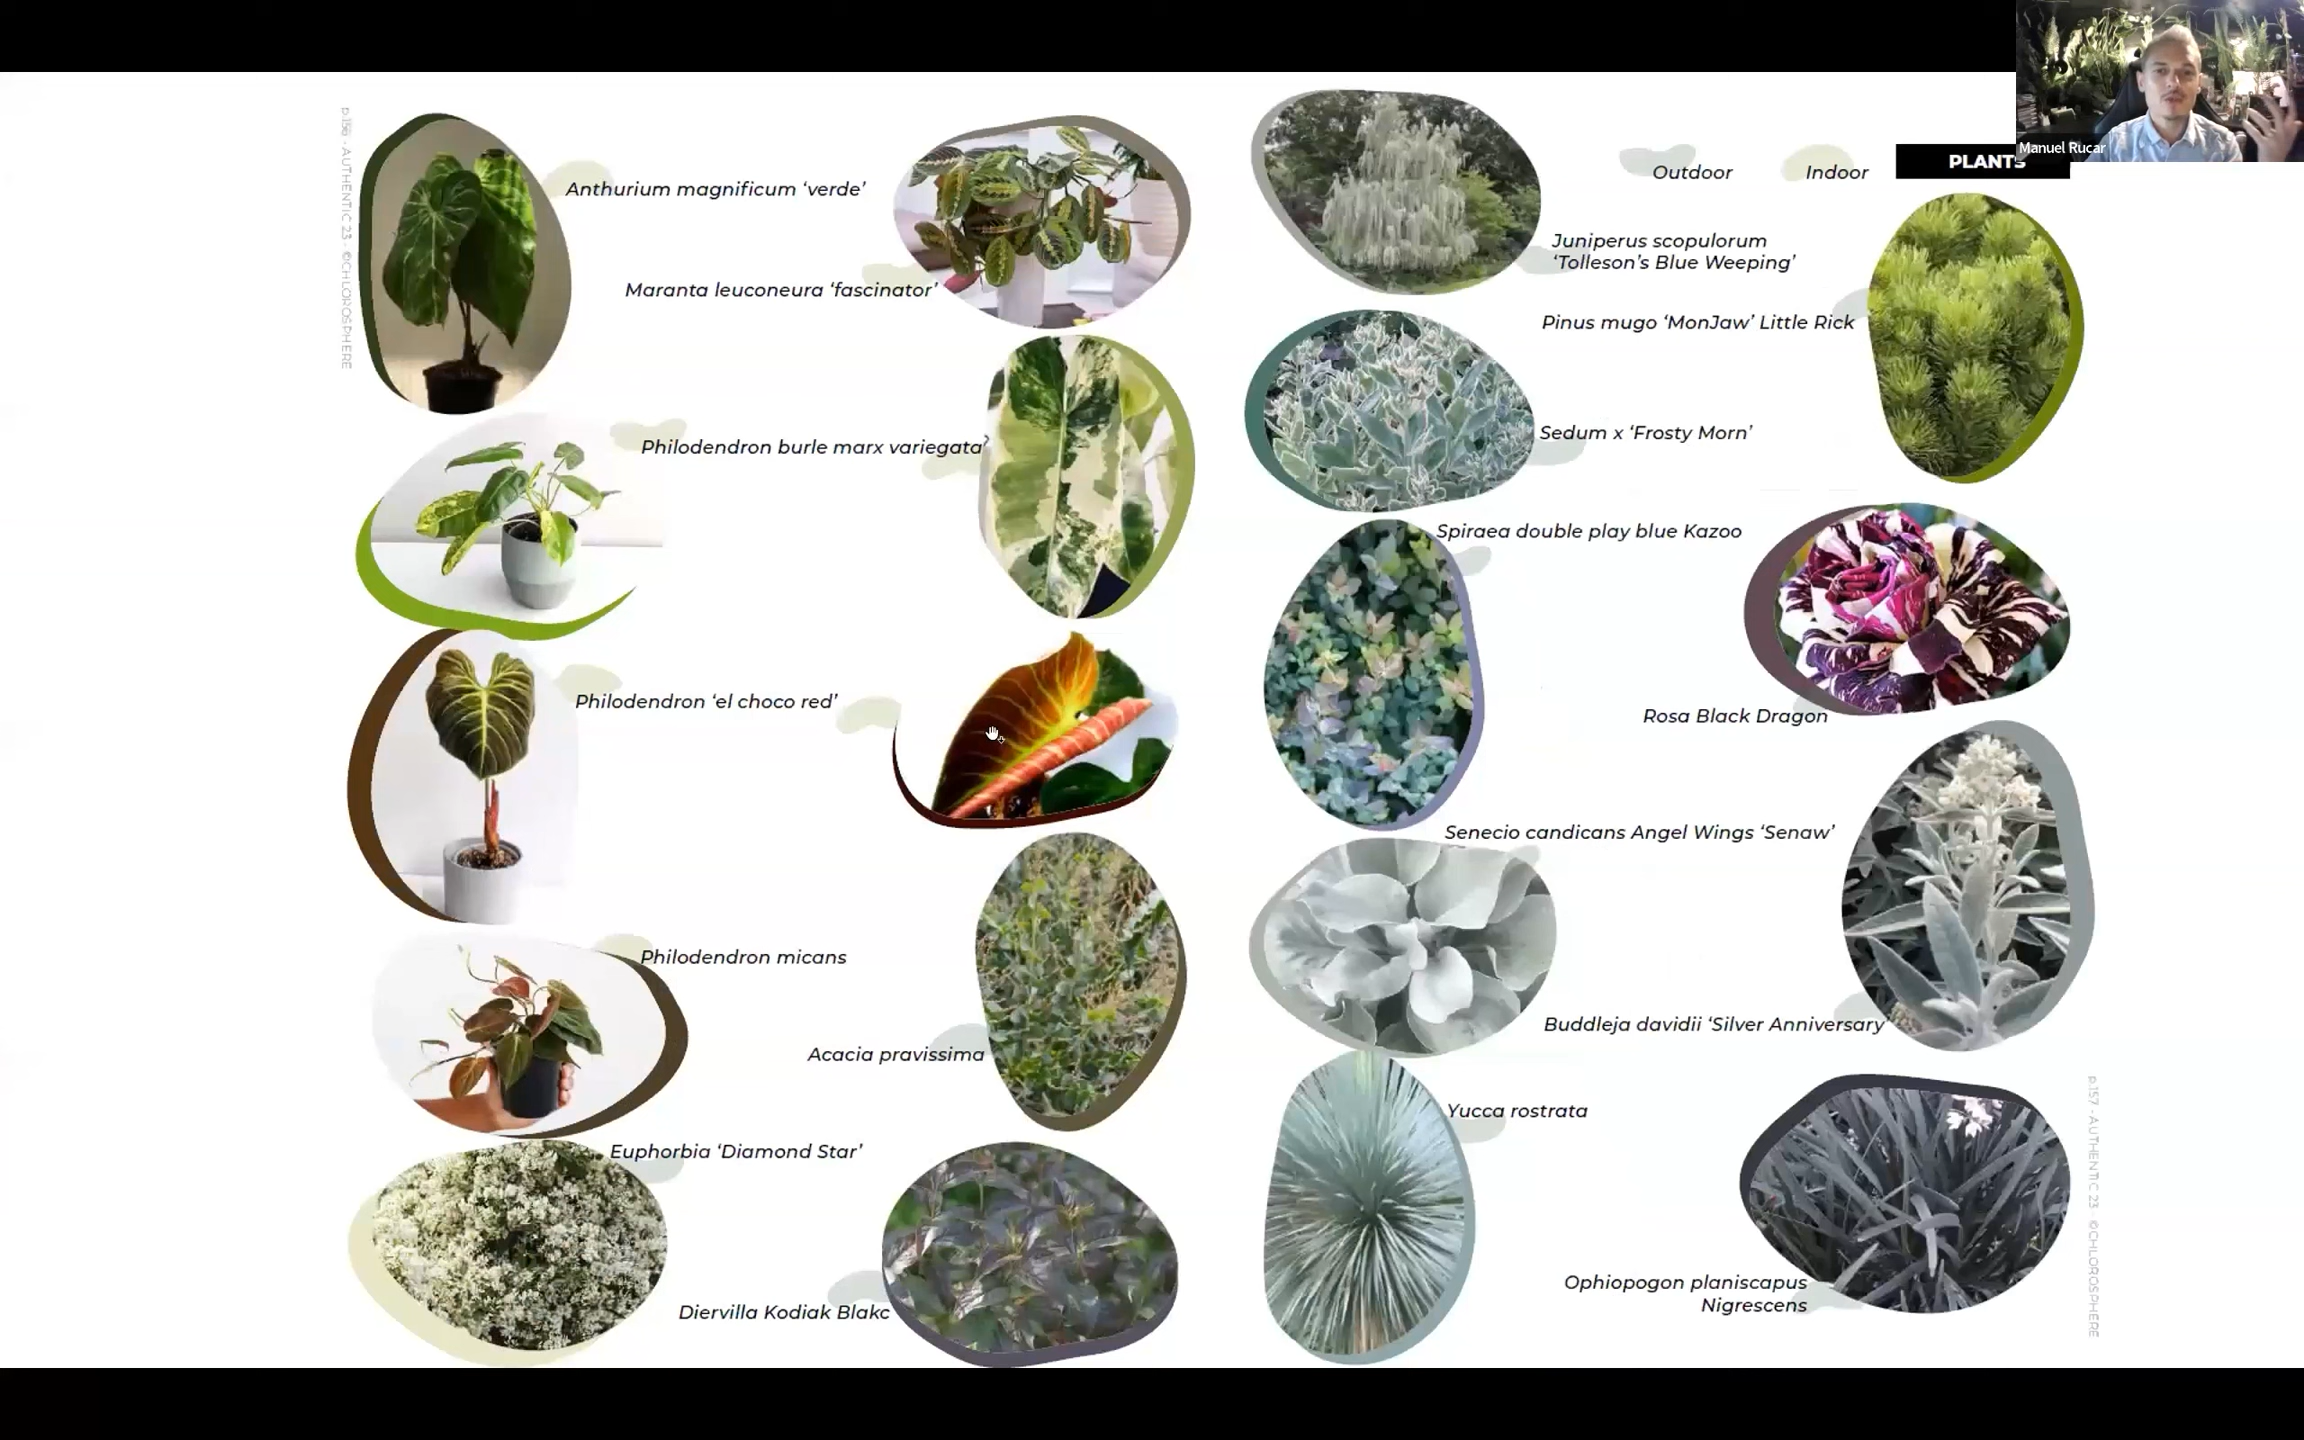 p.156 - AUTHENTIC 23 - ©CHLOROSPHERE
Anthurium magnificum ‘verde’
Maranta leuconeura ‘fascinator’
Philodendron burle marx variegata’
Philodendron ‘el choco red’
Philodendron micans
Acacia pravissima
Euphorbia ‘Diamond Star’
Diervilla Kodiak Blakc
Outdoor
Indoor
PLANTS
Manuel Rucar
Juniperus scopulorum
‘Tolleson’s Blue Weeping’
Pinus mugo ‘MonJaw’ Little Rick
Sedum x ‘Frosty Morn’
Spiraea double play blue Kazoo
Rosa Black Dragon
Senecio candicans Angel Wings ‘Senaw’
Buddleja davidii ‘Silver Anniversary’
Yucca rostrata
Ophiopogon planiscapus
Nigrescens
p.157 - AUTHENTIC 23 - ©CHLOROSPHERE